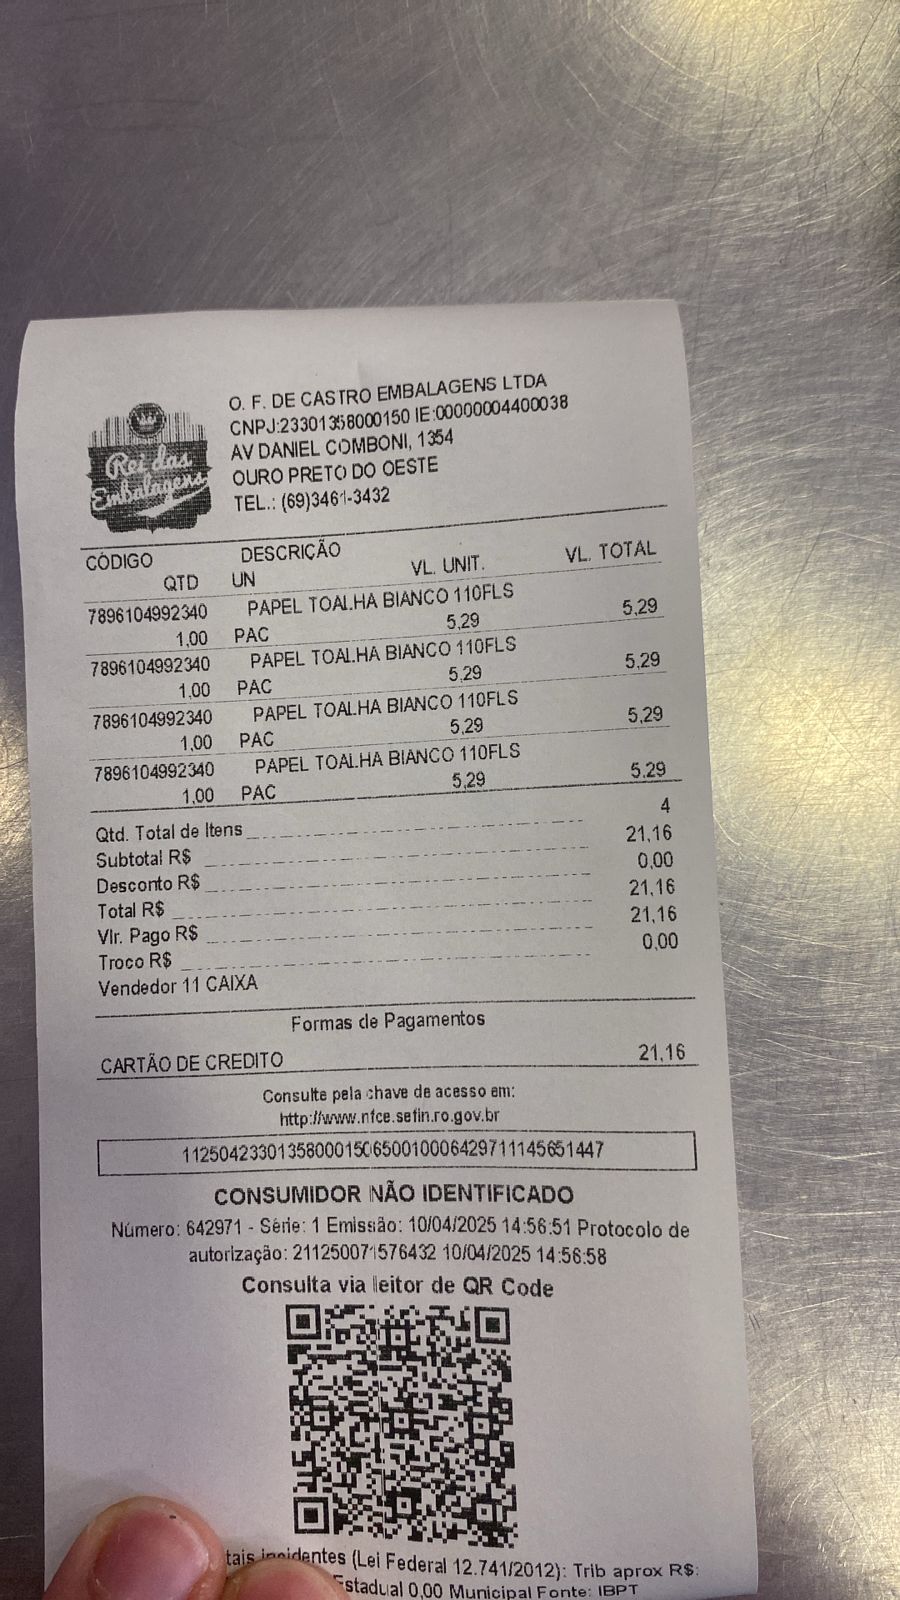 Rei das
Embalagens
O. F. DE CASTRO EMBALAGENS LTDA
CNPJ:23301358000150 IE:00000004400038
AV DANIEL COMBONI, 1354
OURO PRETO DO OESTE
TEL.: (69)3461-3432
CÓDIGO DESCRIÇÃO
QTD UN VL. UNIT. VL. TOTAL
7896104992340 PAPEL TOALHA BIANCO 110FLS
1,00 PAC 5,29 5,29
7896104992340 PAPEL TOALHA BIANCO 110FLS
1,00 PAC 5,29 5,29
7896104992340 PAPEL TOALHA BIANCO 110FLS
1,00 PAC 5,29 5,29
7896104992340 PAPEL TOALHA BIANCO 110FLS
1,00 PAC 5,29 5,29
Qtd. Total de Itens 4
Subtotal R$ 21,16
Desconto R$ 0,00
Total R$ 21,16
Vlr. Pago R$ 21,16
Troco R$ 0,00
Vendedor 11 CAIXA
Formas de Pagamentos
CARTÃO DE CREDITO 21,16
Consulte pela chave de acesso em:
http://www.nfce.sefin.ro.gov.br
11250423301358000150650010006429711145651447
CONSUMIDOR NÃO IDENTIFICADO
Número: 642971 - Série: 1 Emissão: 10/04/2025 14:56:51 Protocolo de
autorização: 211250071576432 10/04/2025 14:56:58
Consulta via leitor de QR Code
tais incidentes (Lei Federal 12.741/2012): Trib aprox R$:
Estadual 0,00 Municipal Fonte: IBPT